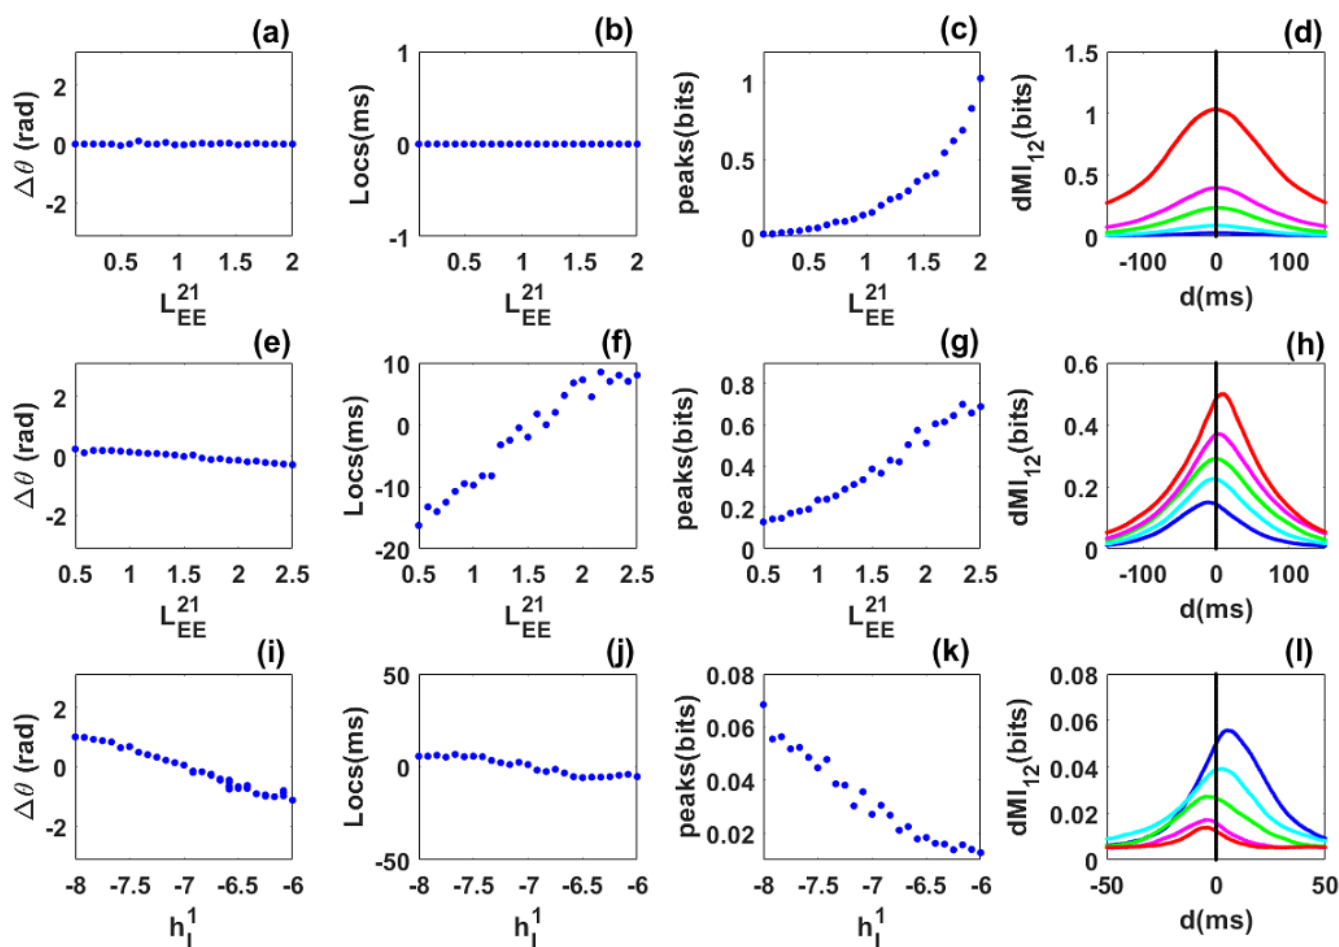 (a) (b) (c) (d)
Δθ (rad)
2
0
-2
0.5 1 1.5 2
L_EE^21
Locs(ms)
1
0
-1
0.5 1 1.5 2
L_EE^21
peaks(bits)
1
0.5
0
0.5 1 1.5 2
L_EE^21
dMI_12(bits)
1.5
1
0.5
0
-100 0 100
d(ms)
(e) (f) (g) (h)
Δθ (rad)
2
0
-2
0.5 1 1.5 2 2.5
L_EE^21
Locs(ms)
10
0
-10
-20
0.5 1 1.5 2 2.5
L_EE^21
peaks(bits)
0.8
0.6
0.4
0.2
0
0.5 1 1.5 2 2.5
L_EE^21
dMI_12(bits)
0.6
0.4
0.2
0
-100 0 100
d(ms)
(i) (j) (k) (l)
Δθ (rad)
2
0
-2
-8 -7.5 -7 -6.5 -6
h_I^1
Locs(ms)
50
0
-50
-8 -7.5 -7 -6.5 -6
h_I^1
peaks(bits)
0.08
0.06
0.04
0.02
-8 -7.5 -7 -6.5 -6
h_I^1
dMI_12(bits)
0.08
0.06
0.04
0.02
0
-50 0 50
d(ms)